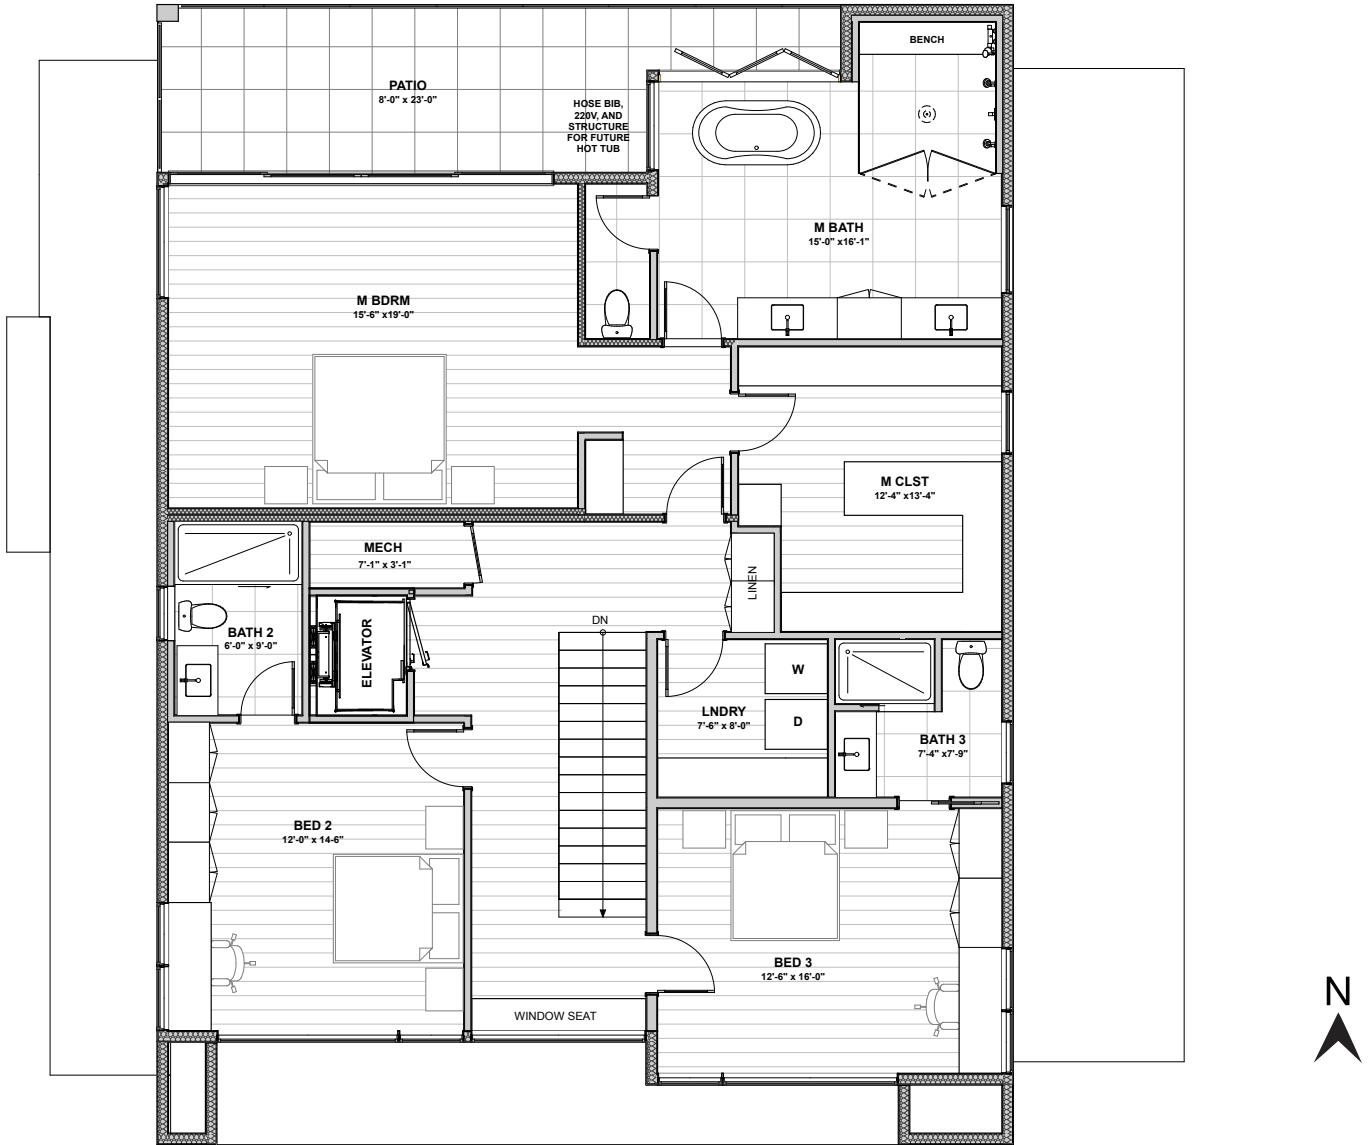 BENCH
PATIO
8'-0" x 23'-0"
HOSE BIB,
220V, AND
STRUCTURE
FOR FUTURE
HOT TUB
M BATH
15'-0" x16'-1"
M BDRM
15'-6" x19'-0"
M CLST
12'-4" x13'-4"
MECH
7'-1" x 3'-1"
LINEN
BATH 2
6'-0" x 9'-0"
ELEVATOR
DN
W
LNDRY
7'-6" x 8'-0"
D
BATH 3
7'-4" x7'-9"
BED 2
12'-0" x 14-6"
BED 3
12'-6" x 16'-0"
WINDOW SEAT
N